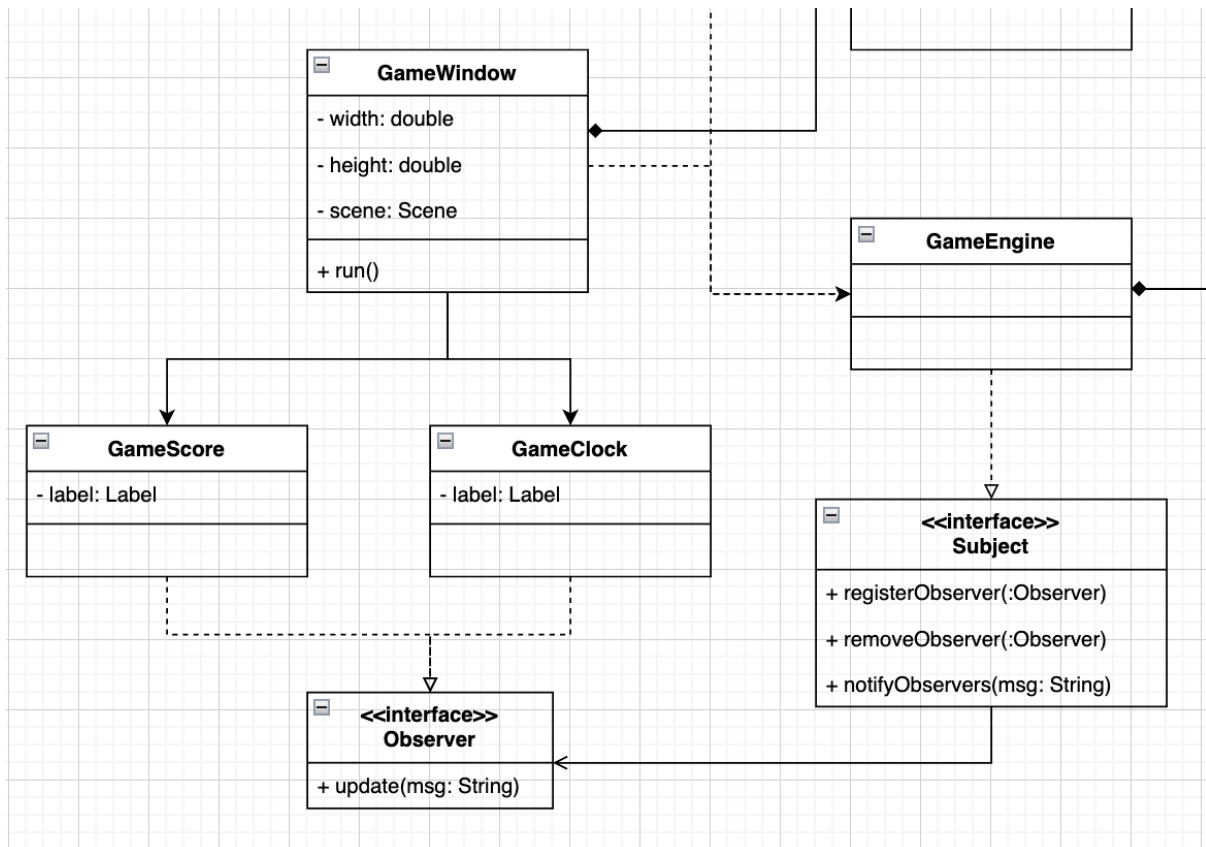 GameWindow
- width: double
- height: double
- scene: Scene
+ run()
GameEngine
GameScore
- label: Label
GameClock
- label: Label
<<interface>>
Subject
+ registerObserver(:Observer)
+ removeObserver(:Observer)
+ notifyObservers(msg: String)
<<interface>>
Observer
+ update(msg: String)